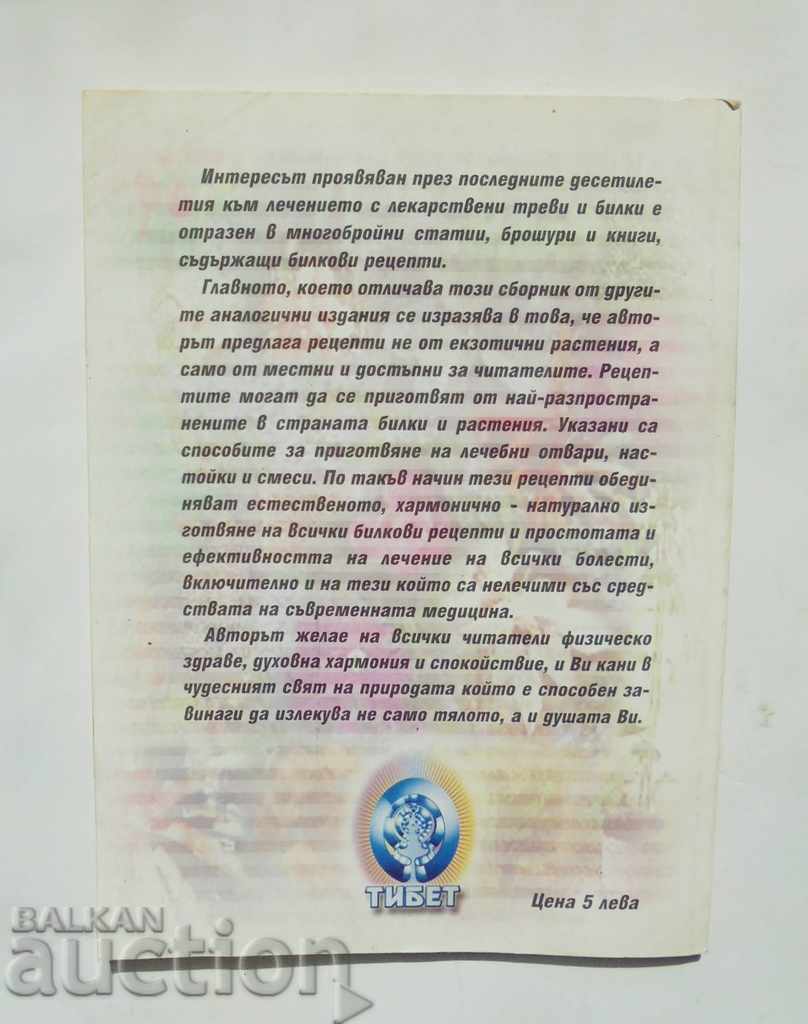 Интересът проявяван през последните десетиле-
тия към лечението с лекарствени треви и билки е
отразен в многобройни статии, брошури и книги,
съдържащи билкови рецепти.
Главното, което отличава този сборник от други-
те аналогични издания се изразява в това, че авто-
рът предлага рецепти не от екзотични растения, а
само от местни и достъпни за читателите. Рецеп-
тите могат да се приготвят от най-разпростра-
нените в страната билки и растения. Указани са
способите за приготвяне на лечебни отвари, нас-
тойки и смеси. По такъв начин тези рецепти обеди-
няват естественото, хармонично - натурално из-
готвяне на всички билкови рецепти и простотата и
ефективността на лечение на всички болести,
включително и на тези който са нелечими със сред-
ствата на съвременната медицина.
Авторът желае на всички читатели физическо
здраве, духовна хармония и спокойствие, и Ви кани в
чудесният свят на природата който е способен за-
винаги да излекува не само тялото, а и душата Ви.
ТИБЕТ
Цена 5 лева
BALKAN
auction